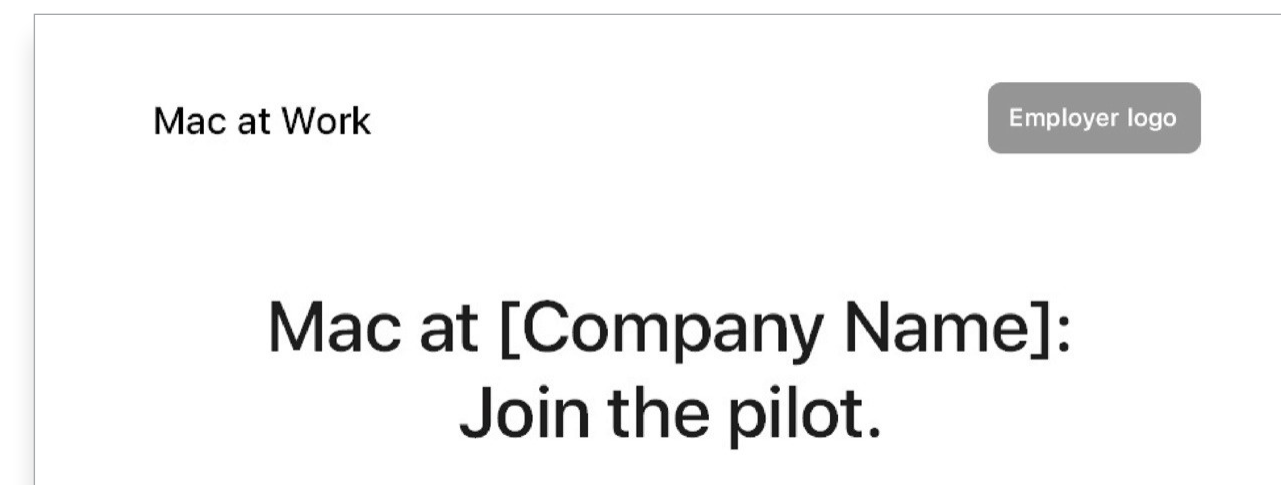 Mac at Work
Employer logo
Mac at [Company Name]:
Join the pilot.